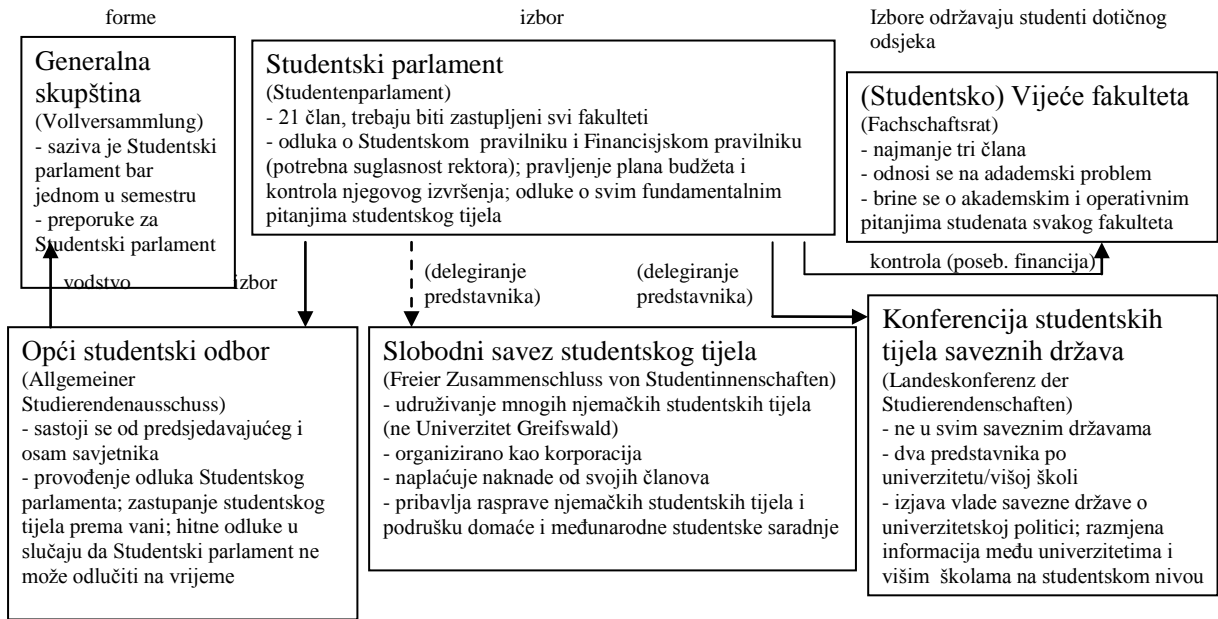 forme
izbor
Izbore održavaju studenti dotičnog
odsjeka
Generalna
skupština
(Vollversammlung)
- saziva je Studentski
parlament bar
jednom u semestru
- preporuke za
Studentski parlament
Studentski parlament
(Studentenparlament)
- 21 član, trebaju biti zastupljeni svi fakulteti
- odluka o Studentskom pravilniku i Financisjskom pravilniku
(potrebna suglasnost rektora); pravljenje plana budžeta i
kontrola njegovog izvršenja; odluke o svim fundamentalnim
pitanjima studentskog tijela
(Studentsko) Vijeće fakulteta
(Fachschaftsrat)
- najmanje tri člana
- odnosi se na adademski problem
- brine se o akademskim i operativnim
pitanjima studenata svakog fakulteta
vodstvo
izbor
(delegiranje
predstavnika)
(delegiranje
predstavnika)
kontrola (poseb. financija)
Opći studentski odbor
(Allgemeiner
Studierendenausschuss)
- sastoji se od predsjedavajućeg i
osam savjetnika
- provođenje odluka Studentskog
parlamenta; zastupanje studentskog
tijela prema vani; hitne odluke u
slučaju da Studentski parlament ne
može odlučiti na vrijeme
Slobodni savez studentskog tijela
(Freier Zusammenschluss von Studentinnenschaften)
- udruživanje mnogih njemačkih studentskih tijela
(ne Univerzitet Greifswald)
- organizirano kao korporacija
- naplaćuje naknade od svojih članova
- pribavlja rasprave njemačkih studentskih tijela i
podrušku domaće i međunarodne studentske saradnje
Konferencija studentskih
tijela saveznih država
(Landeskonferenz der
Studierendenschaften)
- ne u svim saveznim državama
- dva predstavnika po
univerzitetu/višoj školi
- izjava vlade savezne države o
univerzitetskoj politici; razmjena
informacija među univerzitetima i
višim školama na studentskom nivou